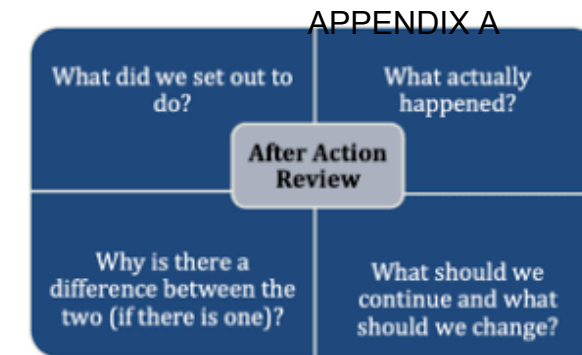 APPENDIX A
What did we set out to
do?
What actually
happened?
After Action
Review
Why is there a
difference between the
two (if there is one)?
What should we
continue and what
should we change?